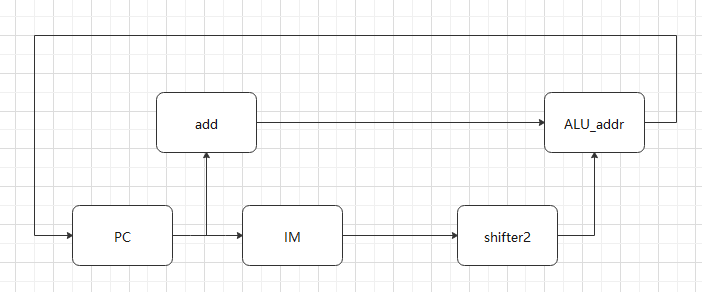 add
ALU_addr
PC
IM
shifter2